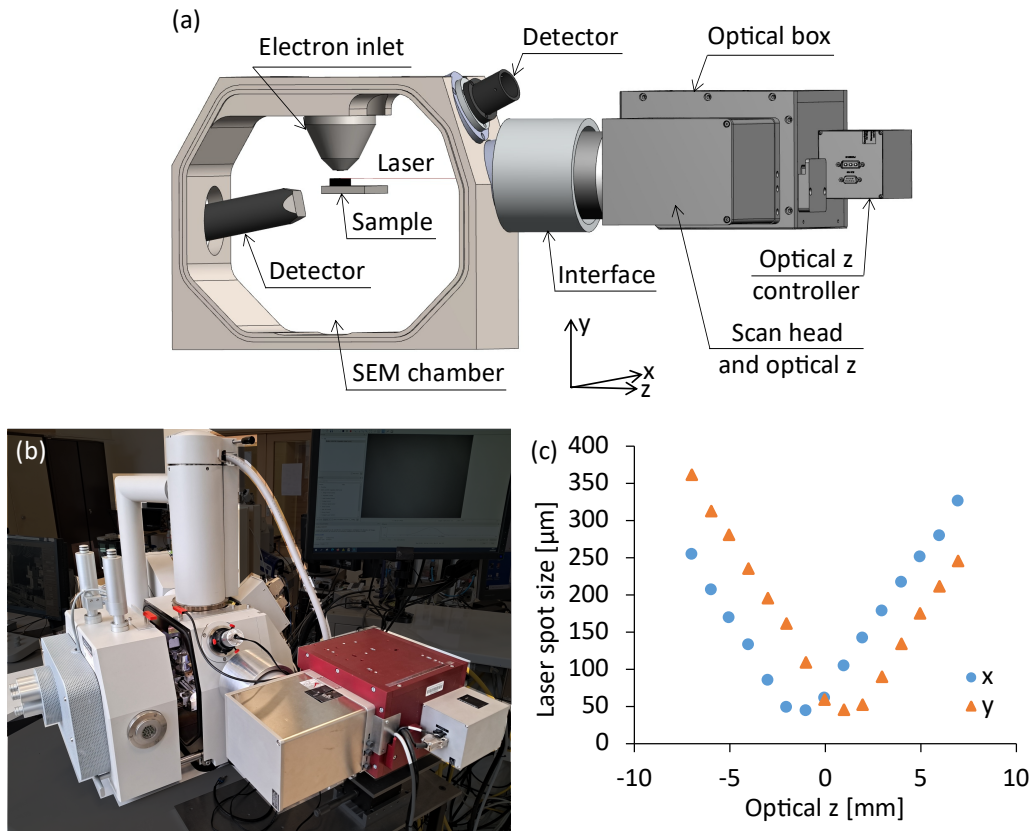 (a)
Electron inlet
Detector
Optical box
Laser
Sample
Detector
Interface
Optical z
controller
Scan head
and optical z
SEM chamber
y
x
z
(b)
(c)
400
350
300
250
200
150
100
50
0
-10
-5
0
5
10
Laser spot size [µm]
Optical z [mm]
x
y